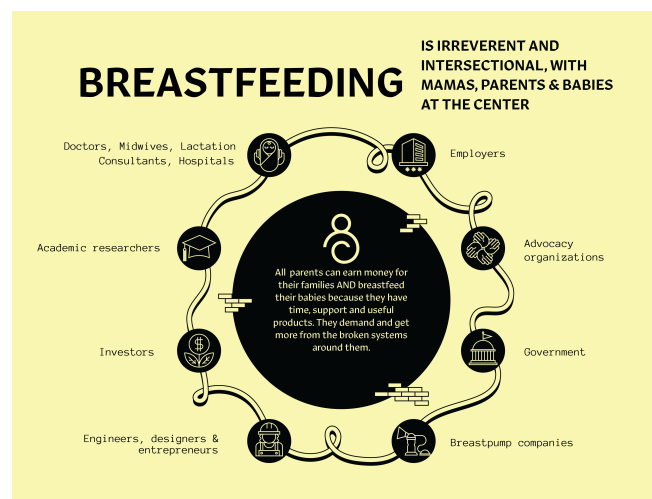 BREASTFEEDING
IS IRREVERENT AND
INTERSECTIONAL, WITH
MAMAS, PARENTS & BABIES
AT THE CENTER
Doctors, Midwives, Lactation
Consultants, Hospitals
Employers
Academic researchers
Advocacy
organizations
All parents can earn money for
their families AND breastfeed
their babies because they have
time, support and useful
products. They demand and get
more from the broken systems
around them.
Investors
$
Government
Engineers, designers &
entrepreneurs
Breastpump companies